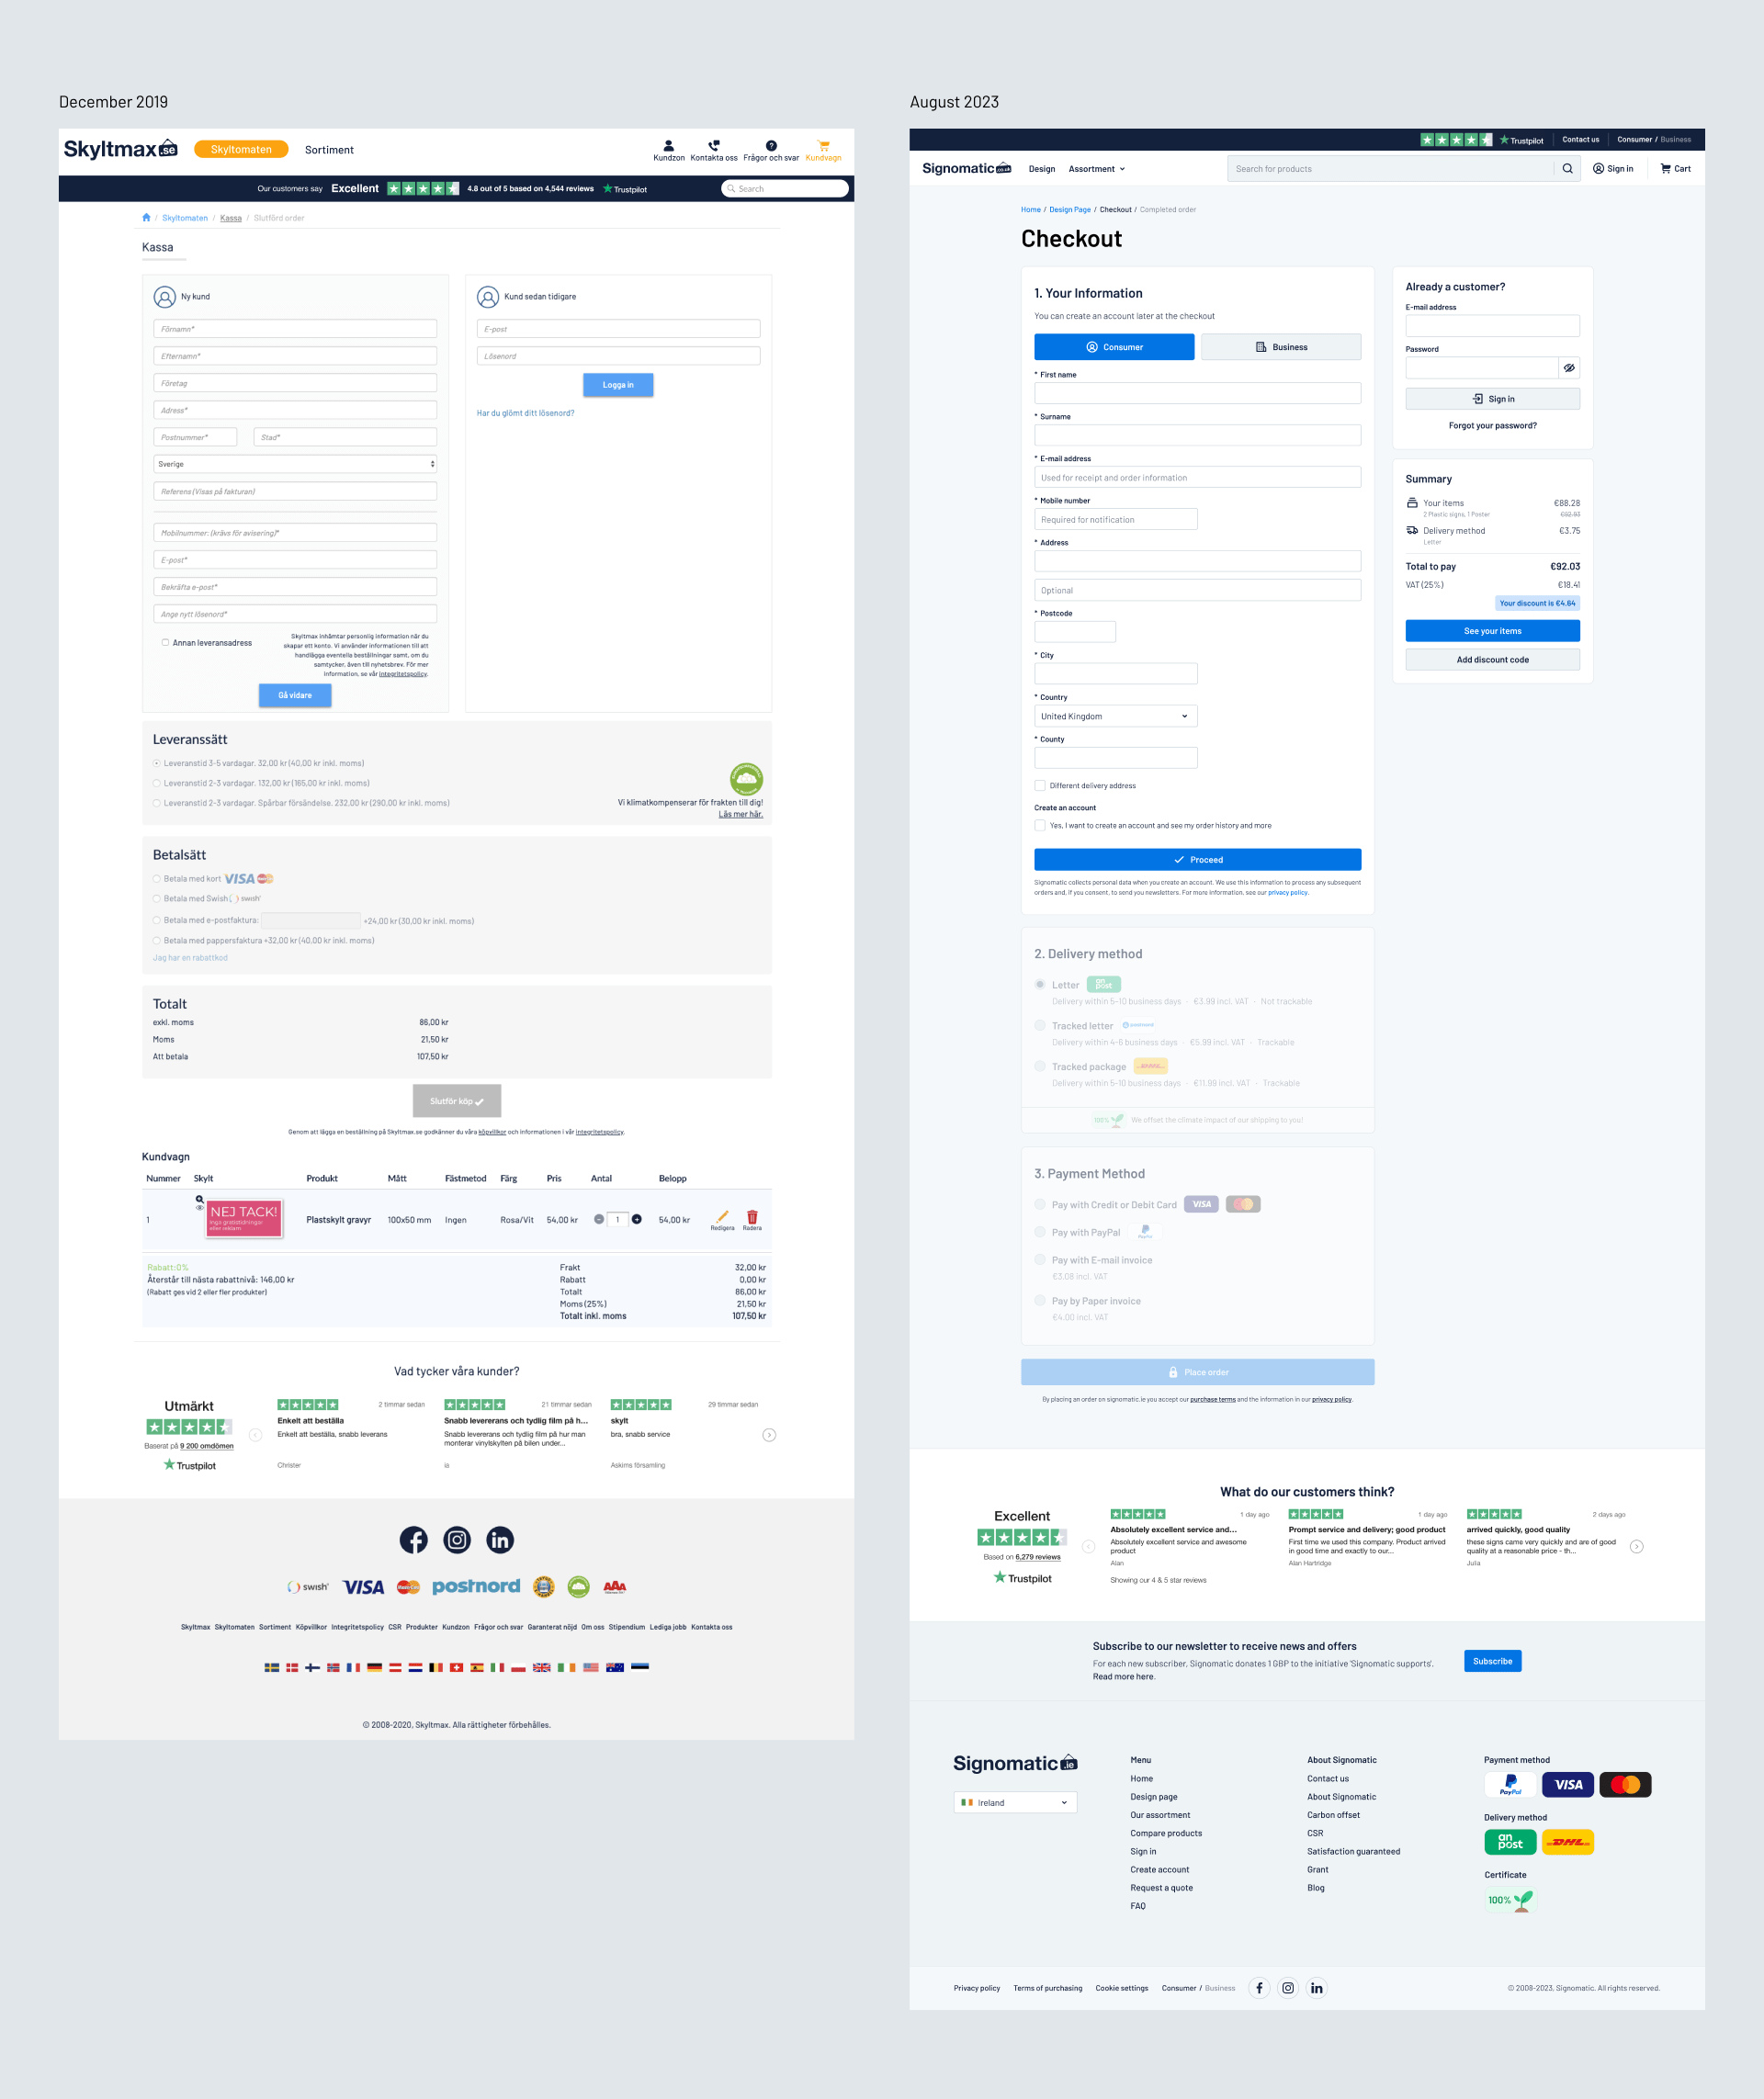 December 2019
Skyltmax.se
Skyltomaten
Sortiment
Kundzon
Kontakta oss
Frågor och svar
Kundvagn
Our customers say Excellent 4.8 out of 5 based on 4,544 reviews Trustpilot
Search
/ Skyltomaten / Kassa / Slutförd order
Kassa
Ny kund
Förnamn*
Efternamn*
Företag
Adress*
Postnummer*
Stad*
Sverige
Referens (Visas på fakturan)
Mobilnummer: (krävs för avisering)*
E-post*
Bekräfta e-post*
Ange nytt lösenord*
Annan leveransadress
Skyltmax inhämtar personlig information när du
skapar ett konto. Vi använder informationen till att
handlägga eventella beställningar samt, om du
samtycker, även till nyhetsbrev. För mer
information, se vår integritetspolicy.
Gå vidare
Kund sedan tidigare
E-post
Lösenord
Logga in
Har du glömt ditt lösenord?
Leveranssätt
Leveranstid 3-5 vardagar. 32,00 kr (40,00 kr inkl. moms)
Leveranstid 2-3 vardagar. 132,00 kr (165,00 kr inkl. moms)
Leveranstid 2-3 vardagar. Spårbar försändelse. 232,00 kr (290,00 kr inkl. moms)
Vi klimatkompenserar för frakten till dig!
Läs mer här.
Betalsätt
Betala med kort VISA
Betala med Swish swish
Betala med e-postfaktura: +24,00 kr (30,00 kr inkl. moms)
Betala med pappersfaktura +32,00 kr (40,00 kr inkl. moms)
Jag har en rabattkod
Totalt
exkl. moms 86,00 kr
Moms 21,50 kr
Att betala 107,50 kr
Slutför köp
Genom att lägga en beställning på Skyltmax.se godkänner du våra köpvillkor och informationen i vår integritetspolicy.
Kundvagn
Nummer Skylt Produkt Mått Fästmetod Färg Pris Antal Belopp
NEJ TACK!
Inga gratistidningar
eller reklam
1 Plastskylt gravyr 100x50 mm Ingen Rosa/Vit 54,00 kr 1 54,00 kr
Redigera
Radera
Rabatt:0%
Återstår till nästa rabattnivå: 146,00 kr
(Rabatt ges vid 2 eller fler produkter)
Frakt 32,00 kr
Rabatt 0,00 kr
Totalt 86,00 kr
Moms (25%) 21,50 kr
Totalt inkl. moms 107,50 kr
Vad tycker våra kunder?
Utmärkt
Baserat på 9 200 omdömen
Trustpilot
2 timmar sedan
Enkelt att beställa
Enkelt att beställa, snabb leverans
Christer
21 timmar sedan
Snabb levererans och tydlig film på h...
Snabb levererans och tydlig film på hur man
monterar vinylskylten på bilen under...
29 timmar sedan
skylt
bra, snabb service
Askims församling
swish VISA MasterCard postnord AAA
Skyltmax Skyltomaten Sortiment Köpvillkor Integritetspolicy CSR Produkter Kundzon Frågor och svar Garanterat nöjd Om oss Stipendium Lediga jobb Kontakta oss
© 2008-2020, Skyltmax. Alla rättigheter förbehålles.
August 2023
Trustpilot
Contact us
Consumer / Business
Signomatic.co.uk
Design
Assortment
Search for products
Sign in
Cart
Home / Design Page / Checkout / Completed order
Checkout
1. Your Information
You can create an account later at the checkout
Consumer
Business
* First name
* Surname
* E-mail address
Used for receipt and order information
* Mobile number
Required for notification
* Address
Optional
* Postcode
* City
* Country
United Kingdom
* County
Different delivery address
Create an account
Yes, I want to create an account and see my order history and more
Proceed
Signomatic collects personal data when you create an account. We use this information to process any subsequent
orders and, if you consent, to send you newsletters. For more information, see our privacy policy.
Already a customer?
E-mail address
Password
Sign in
Forgot your password?
Summary
Your items €88.28
2 Plastic signs, 1 Poster €92.93
Delivery method €3.75
Letter
Total to pay €92.03
VAT (25%) €18.41
Your discount is €4.64
See your items
Add discount code
2. Delivery method
Letter an post
Delivery within 5-10 business days · €3.99 incl. VAT · Not trackable
Tracked letter postnord
Delivery within 4-6 business days · €5.99 incl. VAT · Trackable
Tracked package DHL
Delivery within 5-10 business days · €11.99 incl. VAT · Trackable
100% We offset the climate impact of our shipping to you!
3. Payment Method
Pay with Credit or Debit Card VISA
Pay with PayPal PayPal
Pay with E-mail invoice
€3.08 incl. VAT
Pay by Paper invoice
€4.00 incl. VAT
Place order
By placing an order on signomatic.ie you accept our purchase terms and the information in our privacy policy.
What do our customers think?
Excellent
Based on 6,279 reviews
Trustpilot
1 day ago
Absolutely excellent service and...
Absolutely excellent service and awesome
product
Alan
1 day ago
Prompt service and delivery; good product
First time we used this company. Product arrived
in good time and exactly to our...
Alan Hartridge
2 days ago
arrived quickly, good quality
these signs came very quickly and are of good
quality at a reasonable price - th...
Julia
Showing our 4 & 5 star reviews
Subscribe to our newsletter to receive news and offers
For each new subscriber, Signomatic donates 1 GBP to the initiative 'Signomatic supports'.
Read more here.
Subscribe
Signomatic.ie
Ireland
Menu
Home
Design page
Our assortment
Compare products
Sign in
Create account
Request a quote
FAQ
About Signomatic
Contact us
About Signomatic
Carbon offset
CSR
Satisfaction guaranteed
Grant
Blog
Payment method
PayPal VISA
Delivery method
an post DHL
Certificate
100%
Privacy policy Terms of purchasing Cookie settings Consumer / Business
© 2008-2023, Signomatic. All rights reserved.